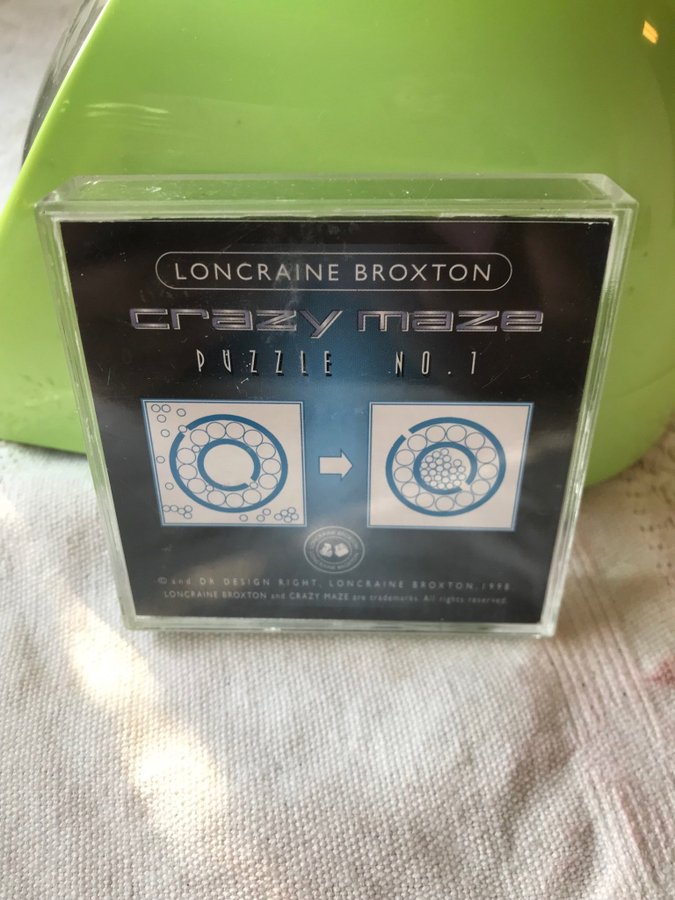 LONCRAINE BROXTON
crazy maze
PUZZLE NO.1
© and DR DESIGN RIGHT, LONCRAINE BROXTON, 1998.
LONCRAINE BROXTON and CRAZY MAZE are trademarks. All rights reserved.